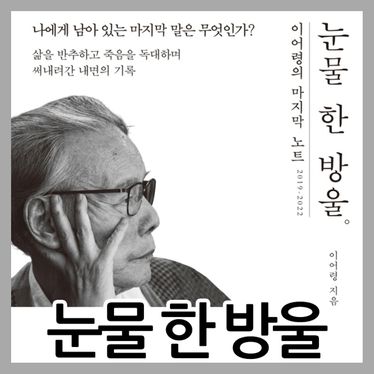 나에게 남아 있는 마지막 말은 무엇인가?
삶을 반추하고 죽음을 독대하며
써내려간 내면의 기록
눈물 한 방울。
이어령의 마지막 노트 2019-2022
이어령 지음
눈물 한 방울